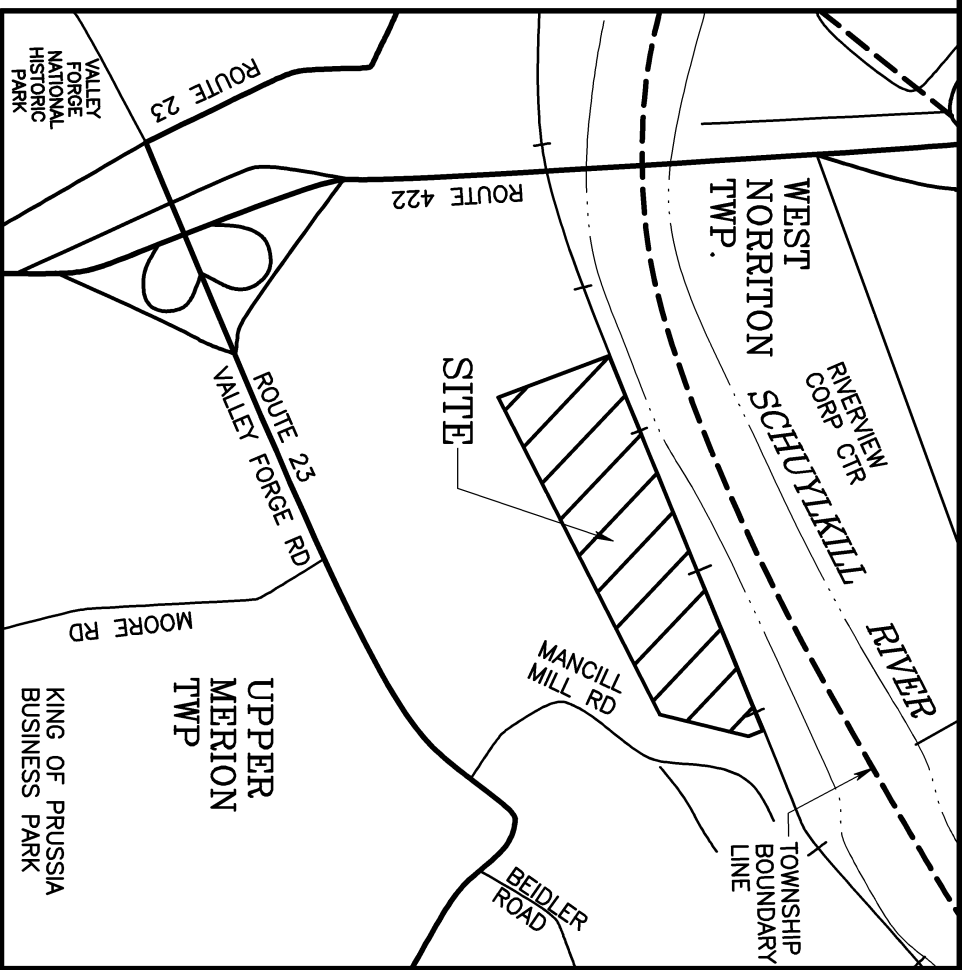 VALLEY
FORGE
NATIONAL
HISTORIC
PARK
ROUTE 23
ROUTE 422
WEST
NORRITON
TWP.
RIVERVIEW
CORP CTR
SCHUYLKILL RIVER
SITE
ROUTE 23
VALLEY FORGE RD
MOORE RD
MANCILL
MILL RD
UPPER
MERION
TWP
KING OF PRUSSIA
BUSINESS PARK
TOWNSHIP
BOUNDARY
LINE
BEIDLER
ROAD